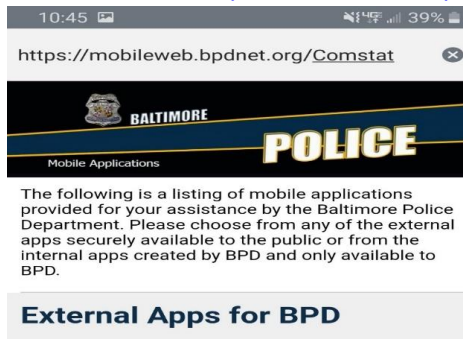 10:45 39%
https://mobileweb.bpdnet.org/Comstat
BALTIMORE
POLICE
Mobile Applications
The following is a listing of mobile applications
provided for your assistance by the Baltimore Police
Department. Please choose from any of the external
apps securely available to the public or from the
internal apps created by BPD and only available to
BPD.
External Apps for BPD